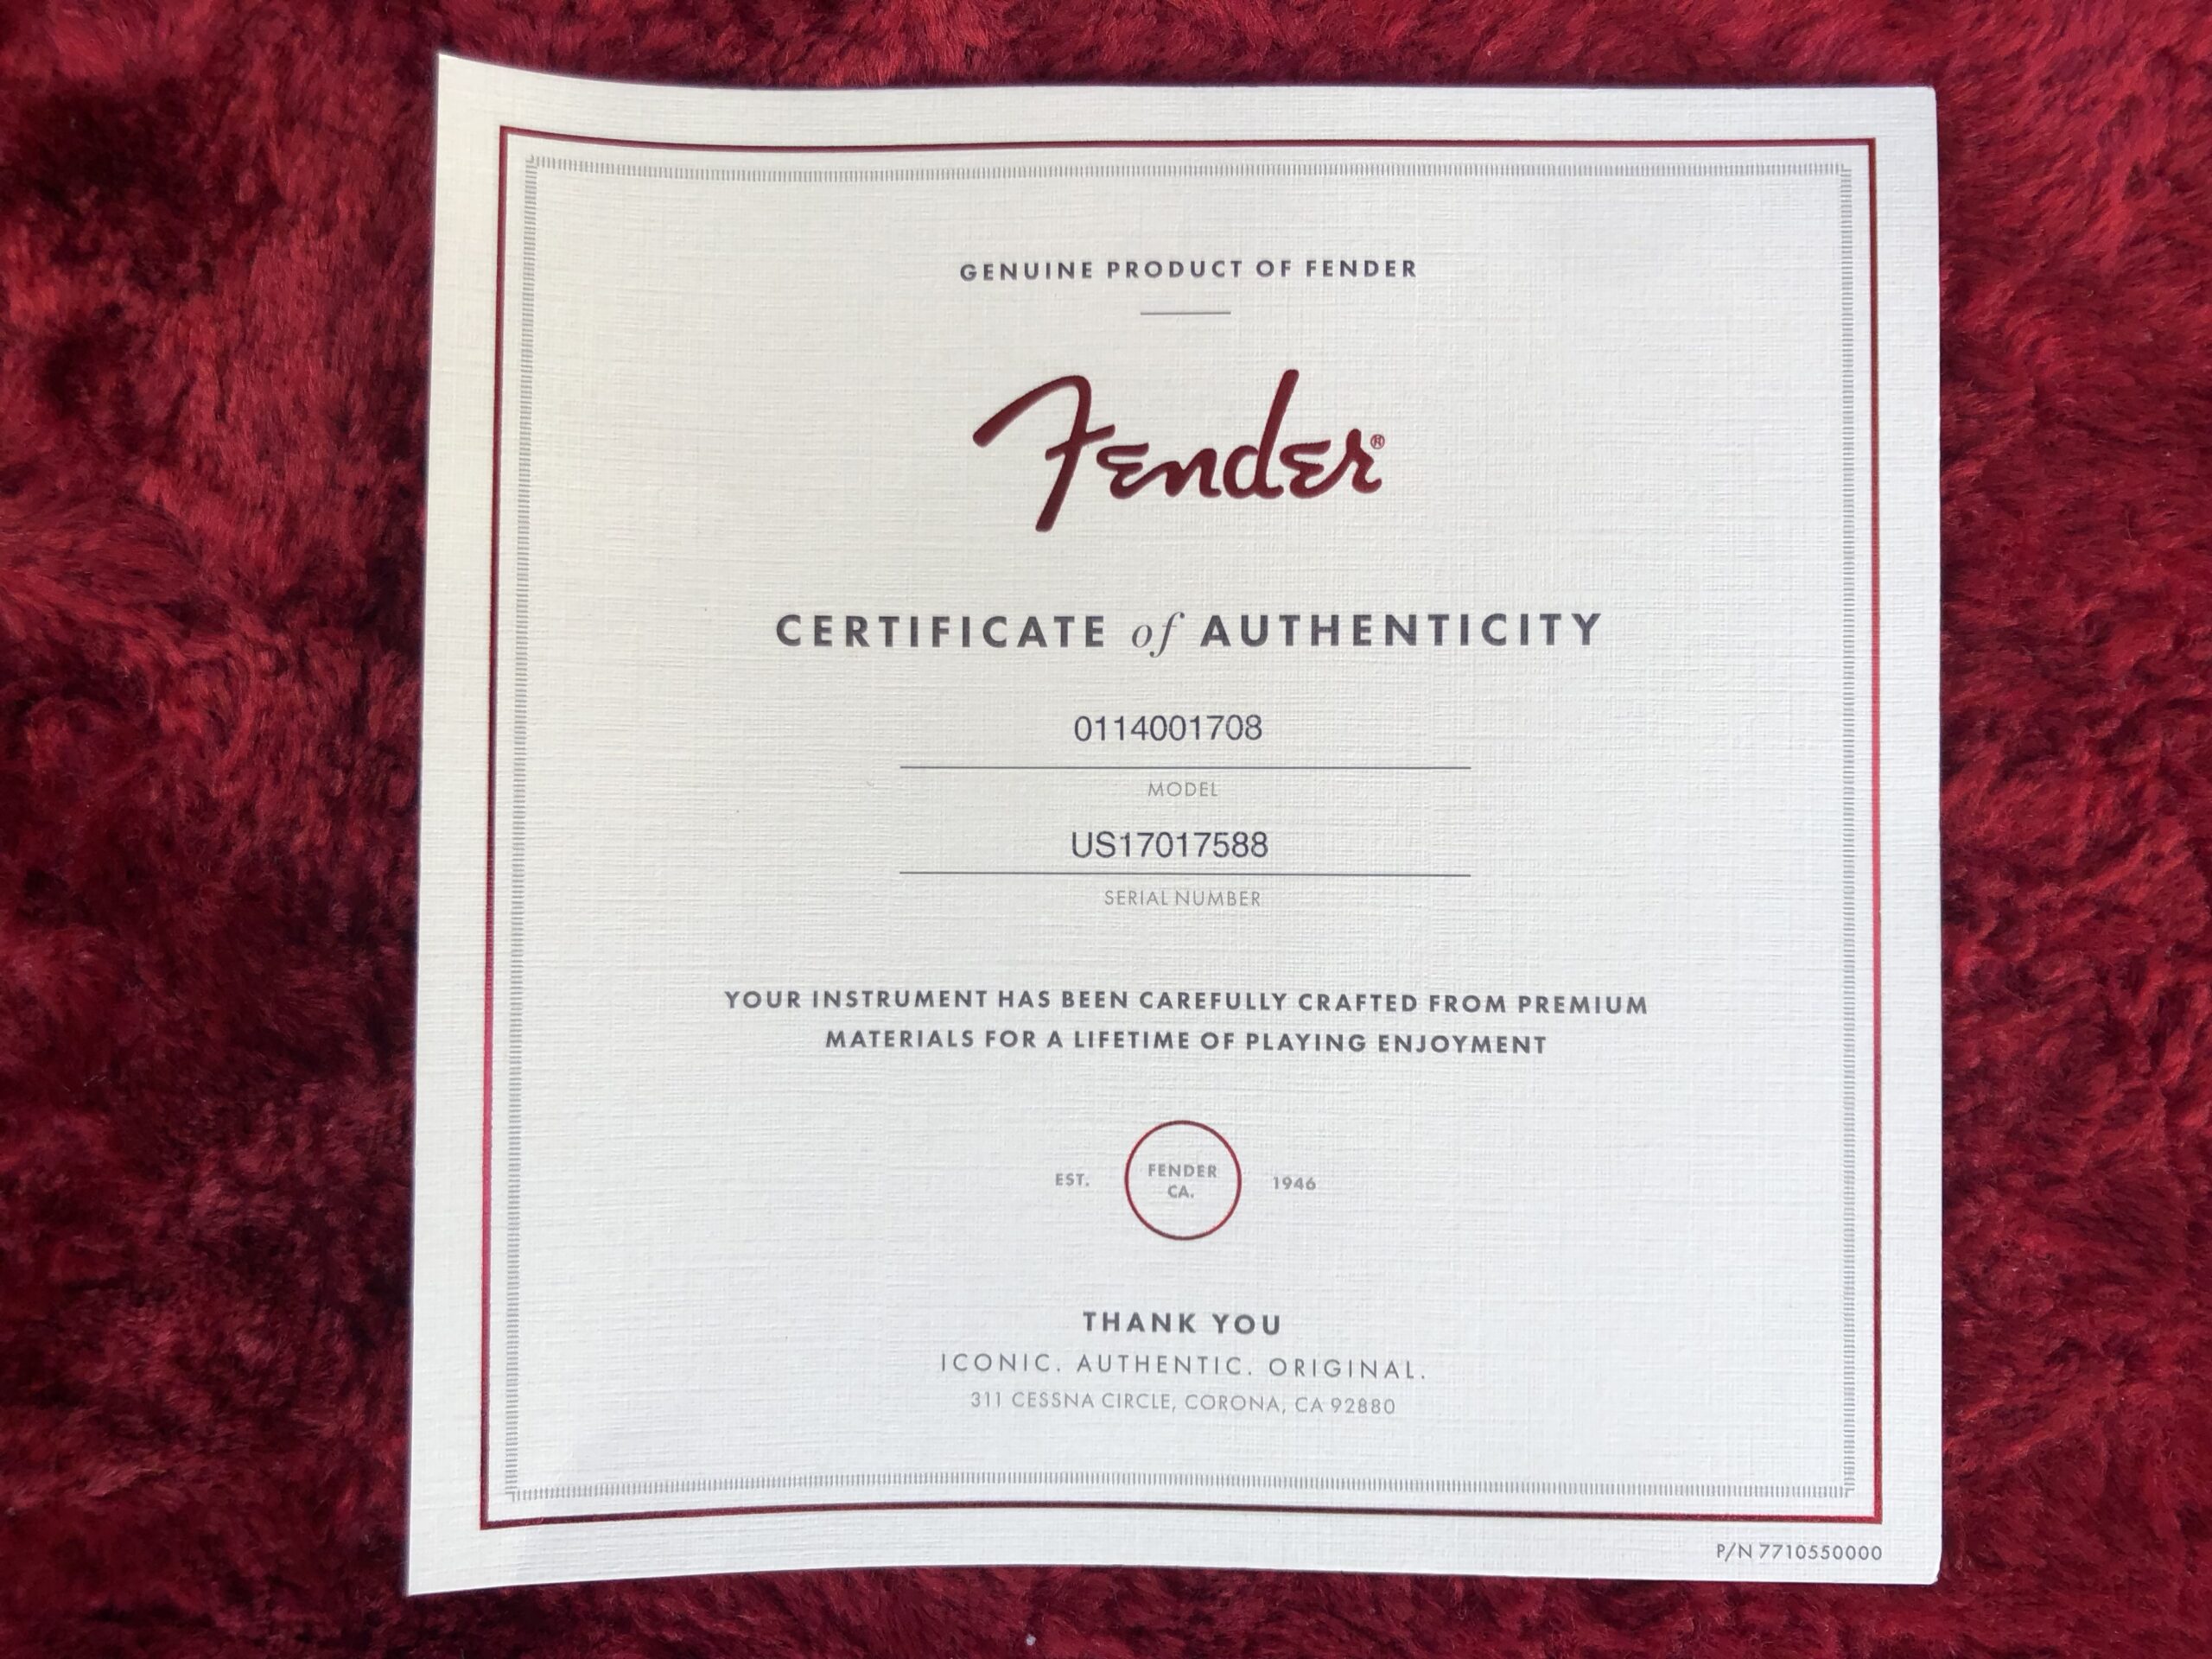 GENUINE PRODUCT OF FENDER
Fender®
CERTIFICATE of AUTHENTICITY
0114001708
MODEL
US17017588
SERIAL NUMBER
YOUR INSTRUMENT HAS BEEN CAREFULLY CRAFTED FROM PREMIUM
MATERIALS FOR A LIFETIME OF PLAYING ENJOYMENT
EST. FENDER CA. 1946
THANK YOU
ICONIC. AUTHENTIC. ORIGINAL.
311 CESSNA CIRCLE, CORONA, CA 92880
P/N 7710550000